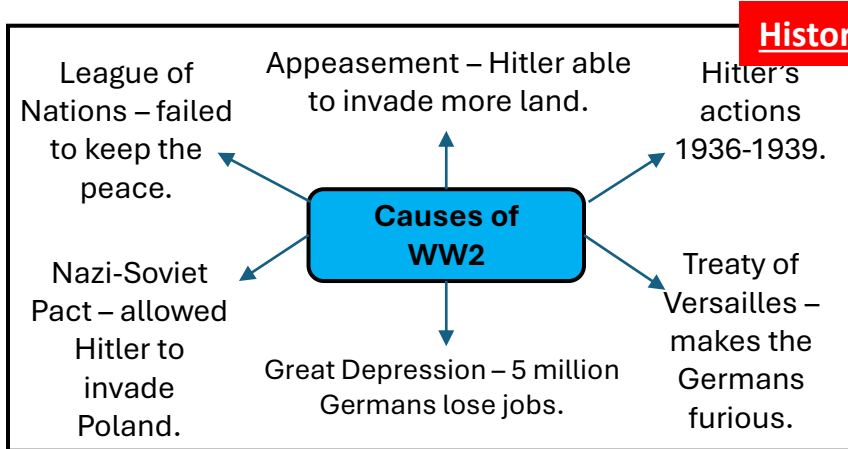 Histor
League of
Nations – failed
to keep the
peace.
Appeasement – Hitler able
to invade more land.
Hitler’s
actions
1936-1939.
Causes of
WW2
Nazi-Soviet
Pact – allowed
Hitler to
invade
Poland.
Great Depression – 5 million
Germans lose jobs.
Treaty of
Versailles –
makes the
Germans
furious.